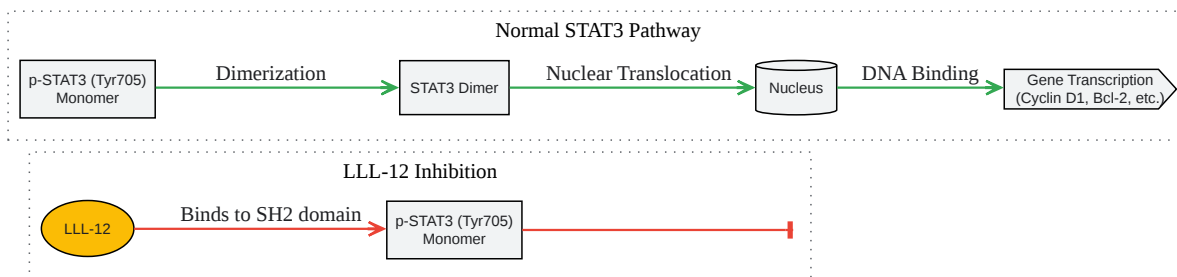 Normal STAT3 Pathway
p-STAT3 (Tyr705)
Monomer
Dimerization
STAT3 Dimer
Nuclear Translocation
Nucleus
DNA Binding
Gene Transcription
(Cyclin D1, Bcl-2, etc.)
LLL-12 Inhibition
LLL-12
Binds to SH2 domain
p-STAT3 (Tyr705)
Monomer